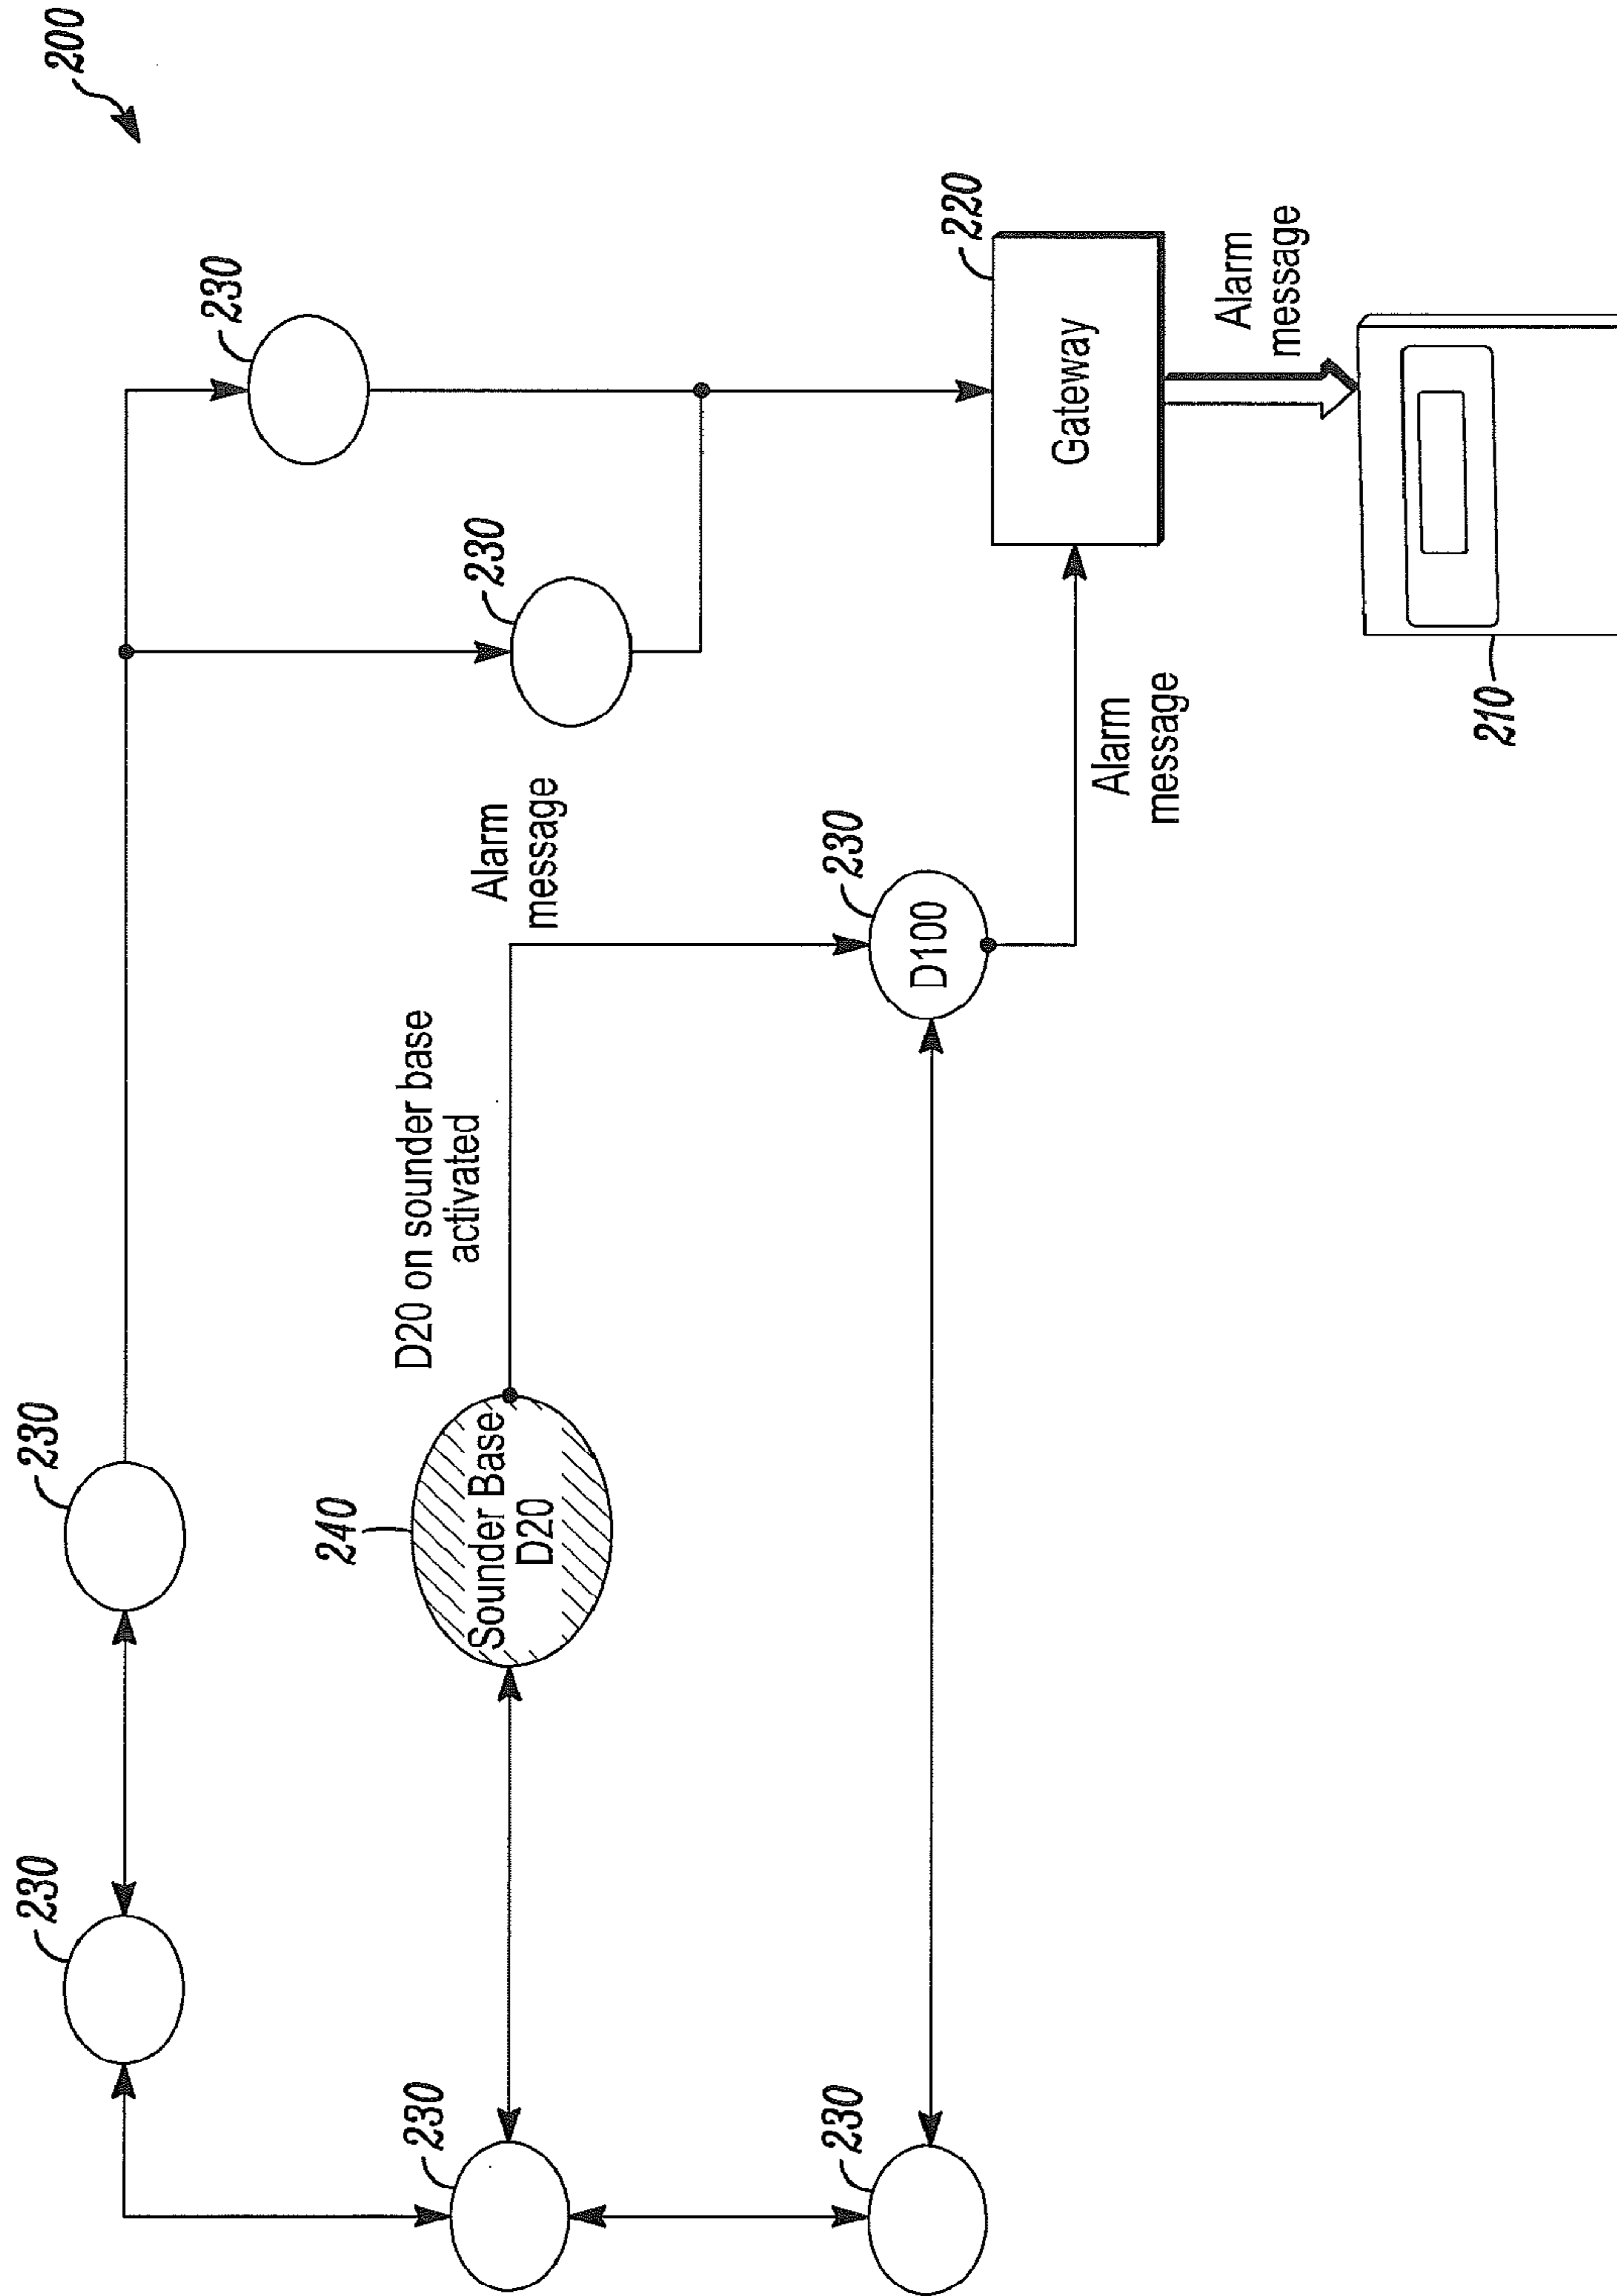 200
230
230
230
230
240
Sounder Base
D20
D20 on sounder base
activated
Alarm
message
230
230
230
230
D100
Alarm
message
220
Gateway
Alarm
message
210